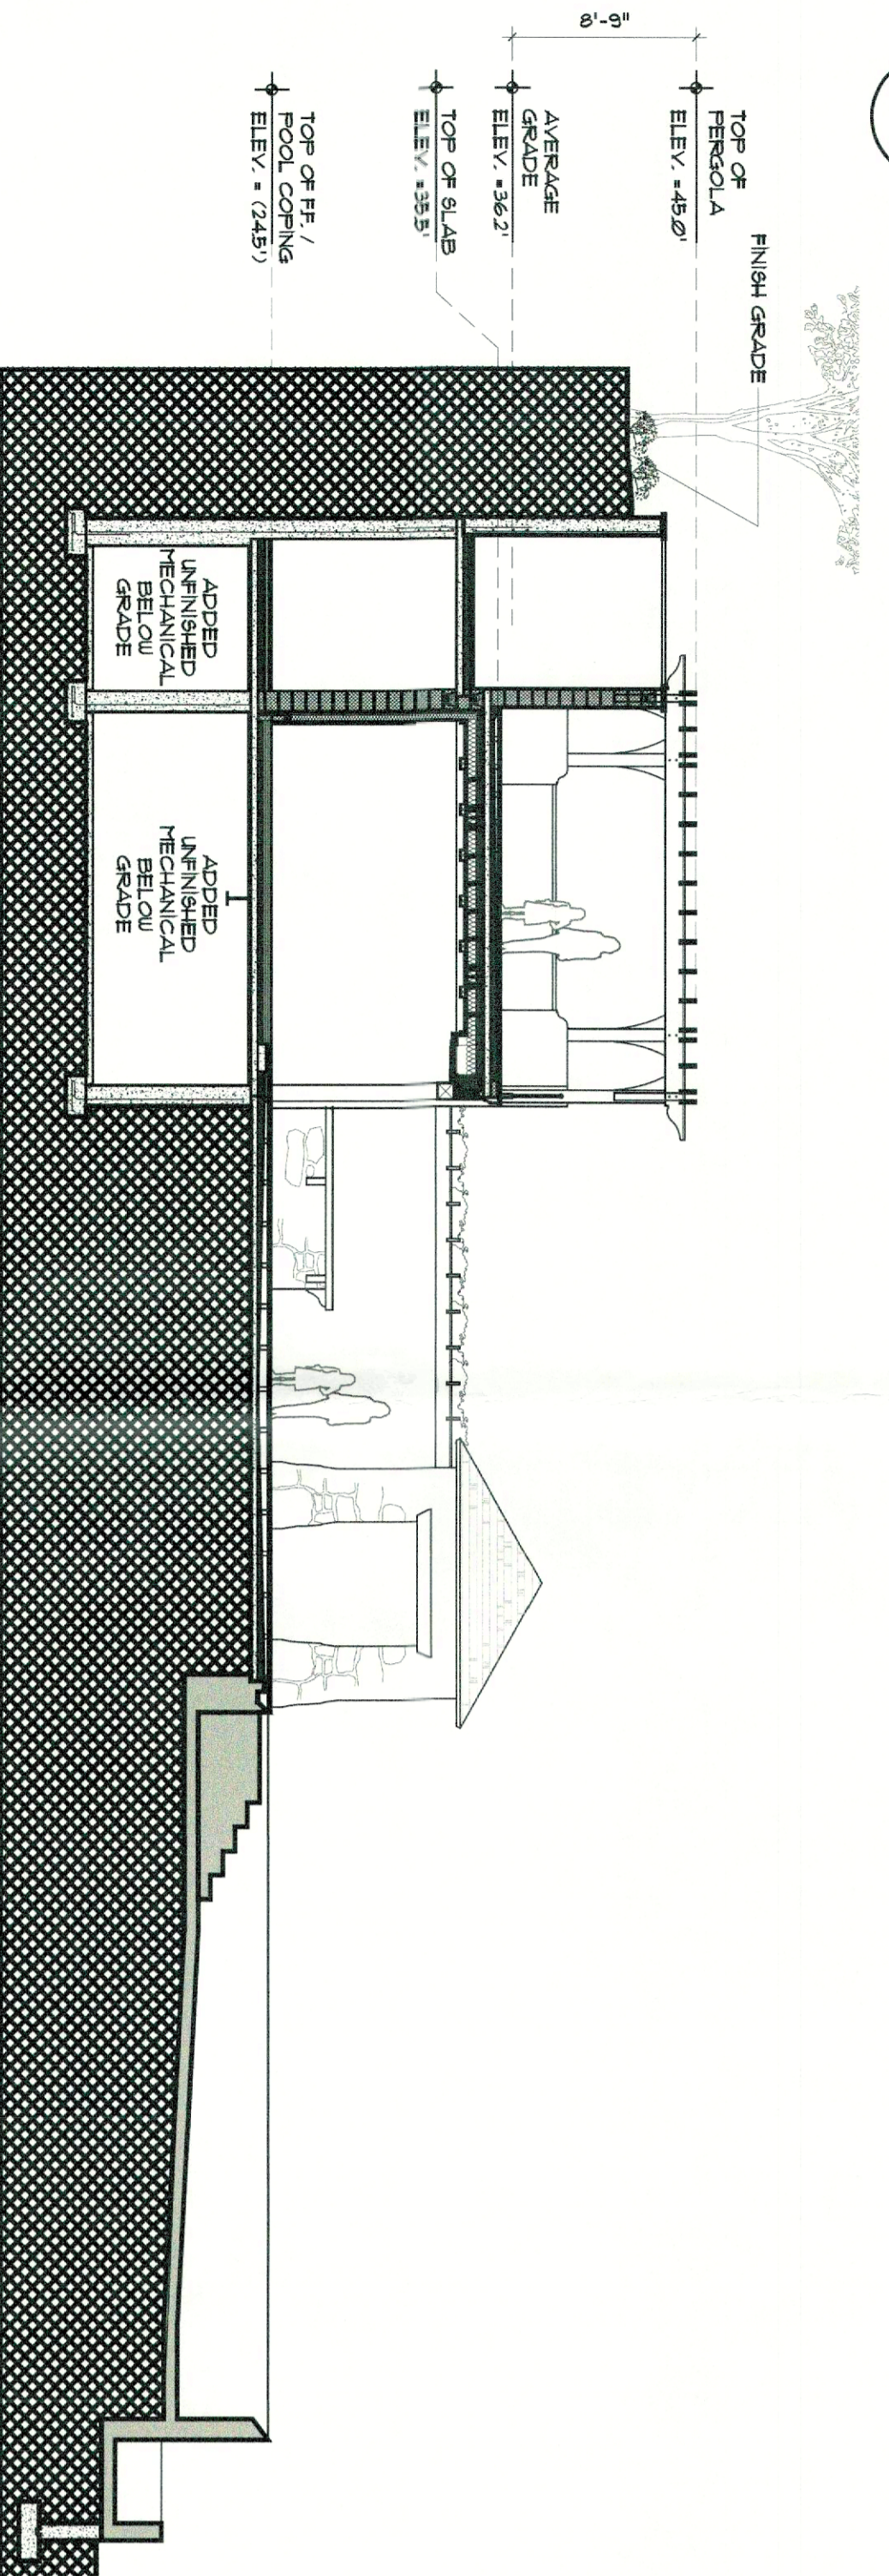 8'-9"
TOP OF
PERGOLA
ELEV. = 45.0'
FINISH GRADE
AVERAGE
GRADE
ELEV. = 36.2'
TOP OF SLAB
ELEV. = 35.5'
TOP OF F.F. /
POOL COPING
ELEV. = (24.5')
ADDED
UNFINISHED
MECHANICAL
BELOW
GRADE
ADDED
UNFINISHED
MECHANICAL
BELOW
GRADE